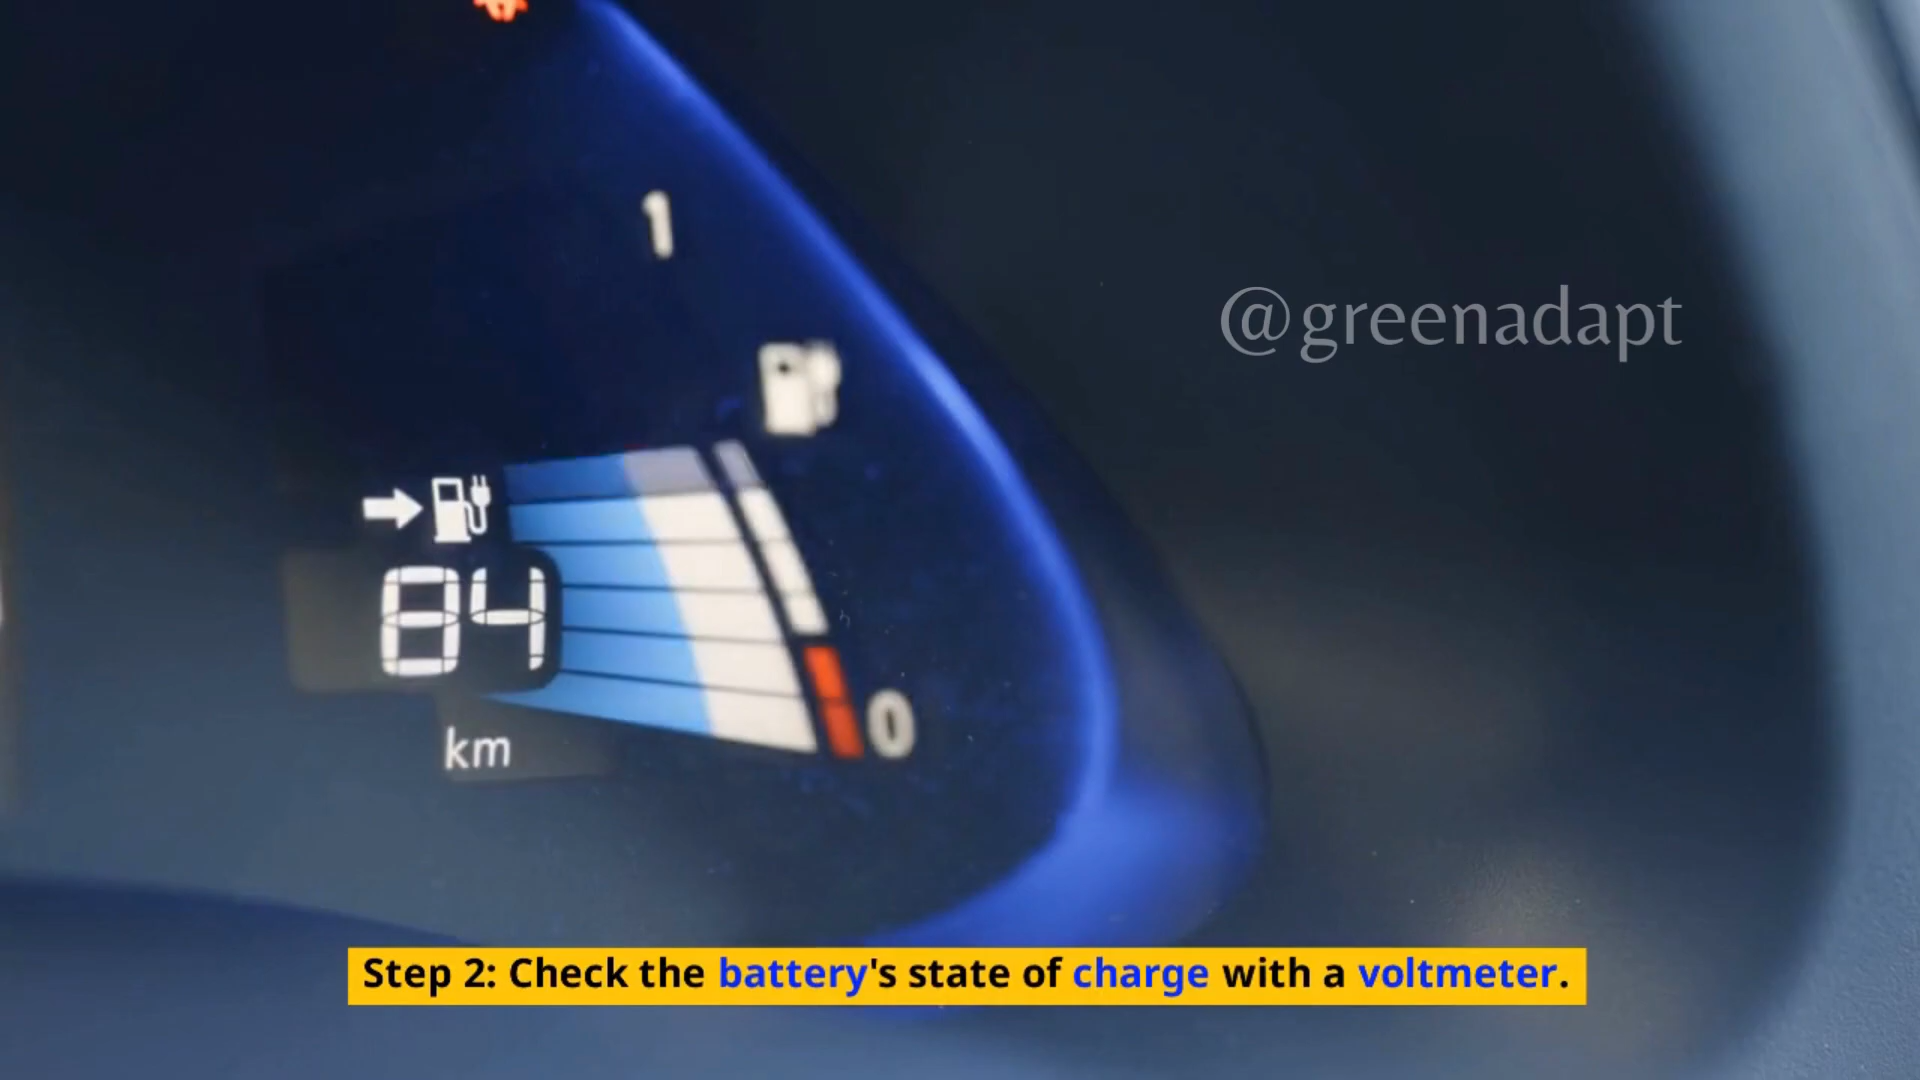 1
@greenadapt
84
km
0
Step 2: Check the battery's state of charge with a voltmeter.